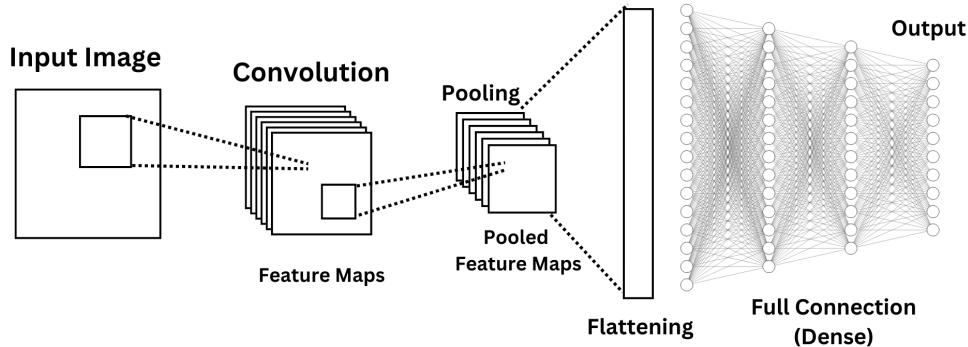 Input Image
Convolution
Feature Maps
Pooling
Pooled
Feature Maps
Flattening
Full Connection
(Dense)
Output